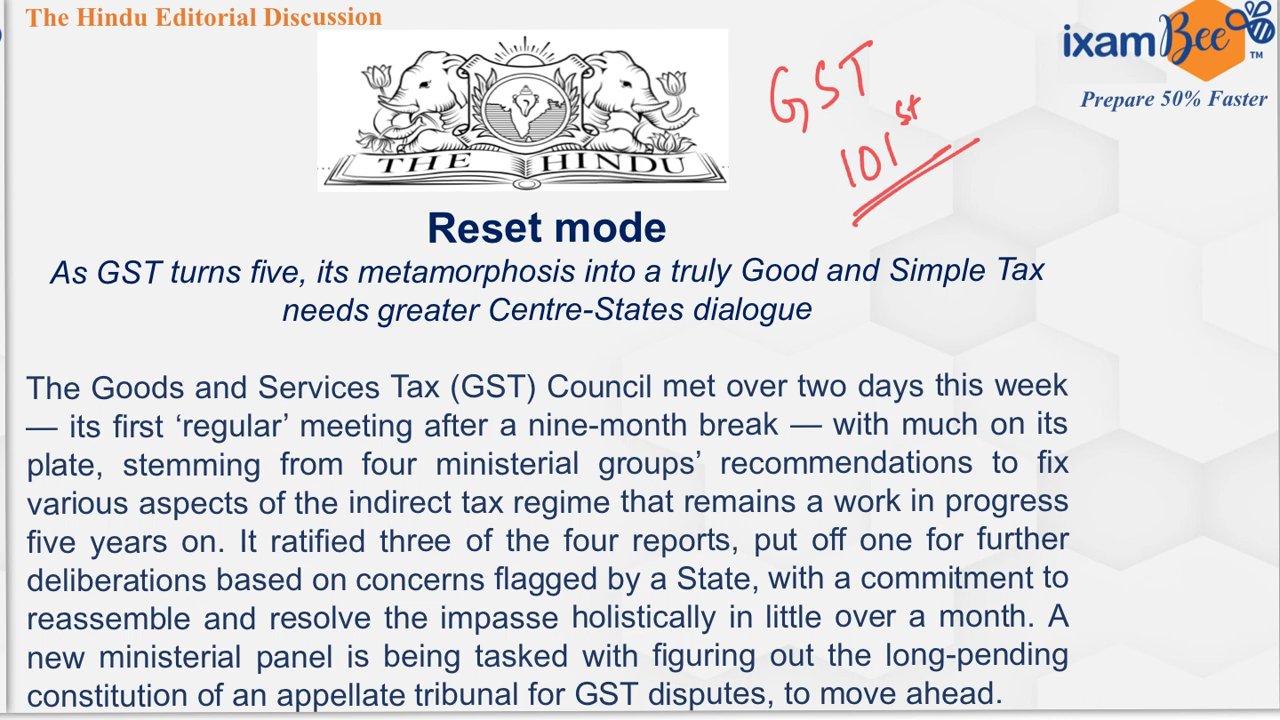 The Hindu Editorial Discussion
ixamBee™
Prepare 50% Faster
GST
101st
THE HINDU
Reset mode
As GST turns five, its metamorphosis into a truly Good and Simple Tax
needs greater Centre-States dialogue
The Goods and Services Tax (GST) Council met over two days this week
— its first ‘regular’ meeting after a nine-month break — with much on its
plate, stemming from four ministerial groups’ recommendations to fix
various aspects of the indirect tax regime that remains a work in progress
five years on. It ratified three of the four reports, put off one for further
deliberations based on concerns flagged by a State, with a commitment to
reassemble and resolve the impasse holistically in little over a month. A
new ministerial panel is being tasked with figuring out the long-pending
constitution of an appellate tribunal for GST disputes, to move ahead.